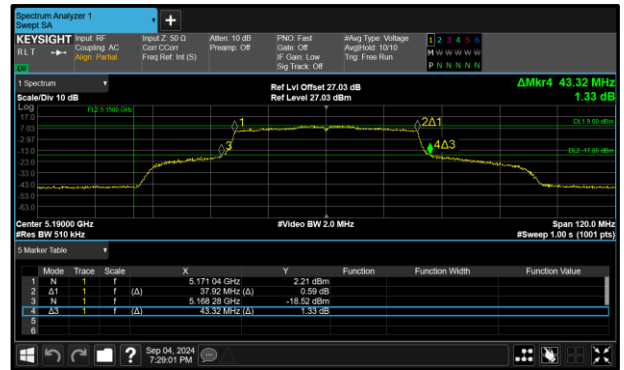 Spectrum Analyzer 1
Swept SA
+
KEYSIGHT Input: RF Input Z: 50 Ω Atten: 10 dB PNO: Fast #Avg Type: Voltage 1 2 3 4 5 6
RLT Coupling: AC Corr CCorr Preamp: Off Gate: Off Avg|Hold: 10/10 M W W W W W
Align: Partial Freq Ref: Int (S) IF Gain: Low Trig: Free Run
Sig Track: Off P N N N N N
LW
1 Spectrum Ref Lvl Offset 27.03 dB ΔMkr4 43.32 MHz
Scale/Div 10 dB Ref Level 27.03 dBm 1.33 dB
Log FL2 5.1500 GHz
17.0
7.03 1 2Δ1 DL1 9.00 dBm
-2.97
-13.0 3 4Δ3 DL2 -17.00 dBm
-23.0
-33.0
-43.0
-53.0
-63.0
Center 5.19000 GHz #Video BW 2.0 MHz Span 120.0 MHz
#Res BW 510 kHz #Sweep 1.00 s (1001 pts)
5 Marker Table
Mode Trace Scale X Y Function Function Width Function Value
1 N 1 f 5.171 04 GHz 2.21 dBm
2 Δ1 1 f (Δ) 37.92 MHz (Δ) 0.59 dB
3 N 1 f 5.168 28 GHz -18.52 dBm
4 Δ3 1 f (Δ) 43.32 MHz (Δ) 1.33 dB
5
6
? Sep 04, 2024
7:29:01 PM